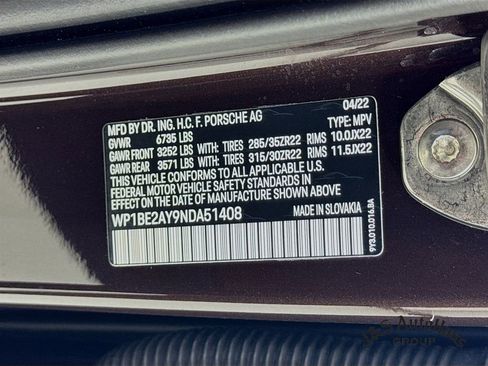 MFD BY DR. ING. H.C. F. PORSCHE AG 04/22
GVWR 6735 LBS TYPE: MPV
GAWR FRONT 3252 LBS WITH: TIRES 285/35ZR22 RIMS 10.0JX22
GAWR REAR 3571 LBS WITH: TIRES 315/30ZR22 RIMS 11.5JX22
THIS VEHICLE CONFORMS TO ALL APPLICABLE U.S.
FEDERAL MOTOR VEHICLE SAFETY STANDARDS IN
EFFECT ON THE DATE OF MANUFACTURE SHOWN ABOVE.
WP1BE2AY9NDA51408
MADE IN SLOVAKIA
9Y3.010.016.BA
J&S AutoHaus
GROUP